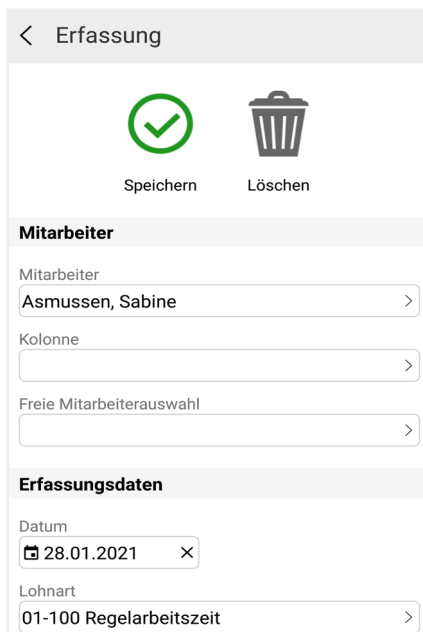 Erfassung
Speichern Löschen
Mitarbeiter
Mitarbeiter
Asmussen, Sabine
Kolonne
Freie Mitarbeiterauswahl
Erfassungsdaten
Datum
28.01.2021
Lohnart
01-100 Regelarbeitszeit